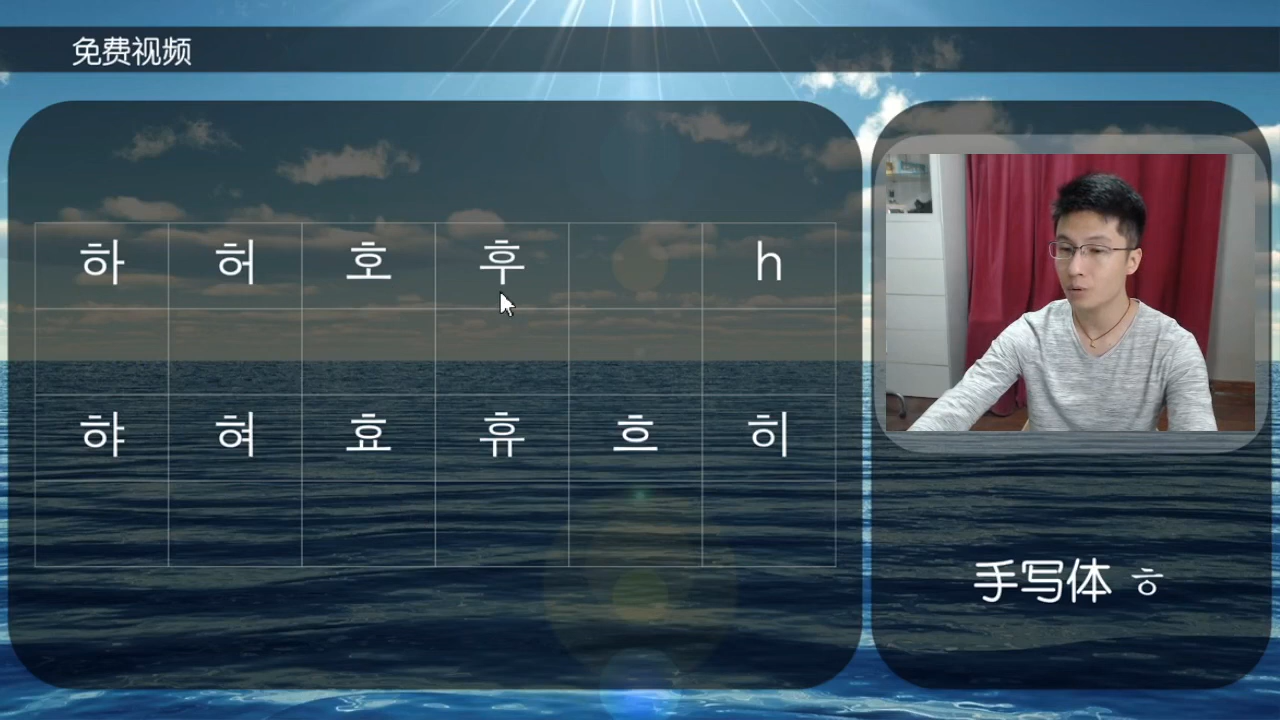 免费视频
하 허 호 후 h
햐 혀 효 휴 흐 히
手写体 ㅎ